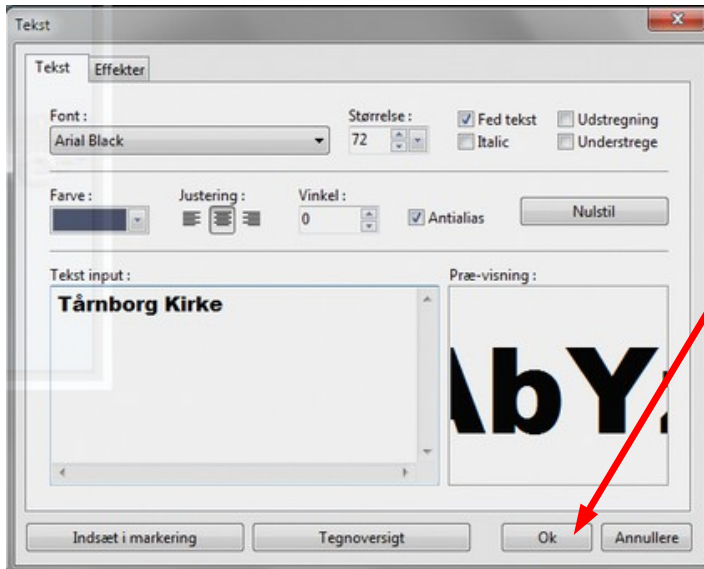 Tekst
Tekst Effekter
Font : Størrelse :
Arial Black 72 Fed tekst Udstregning
Italic Understrege
Farve : Justering : Vinkel :
0 Antialias Nulstil
Tekst input : Præ-visning :
Tårnborg Kirke
AbYz
Indsæt i markering Tegnoversigt Ok Annullere